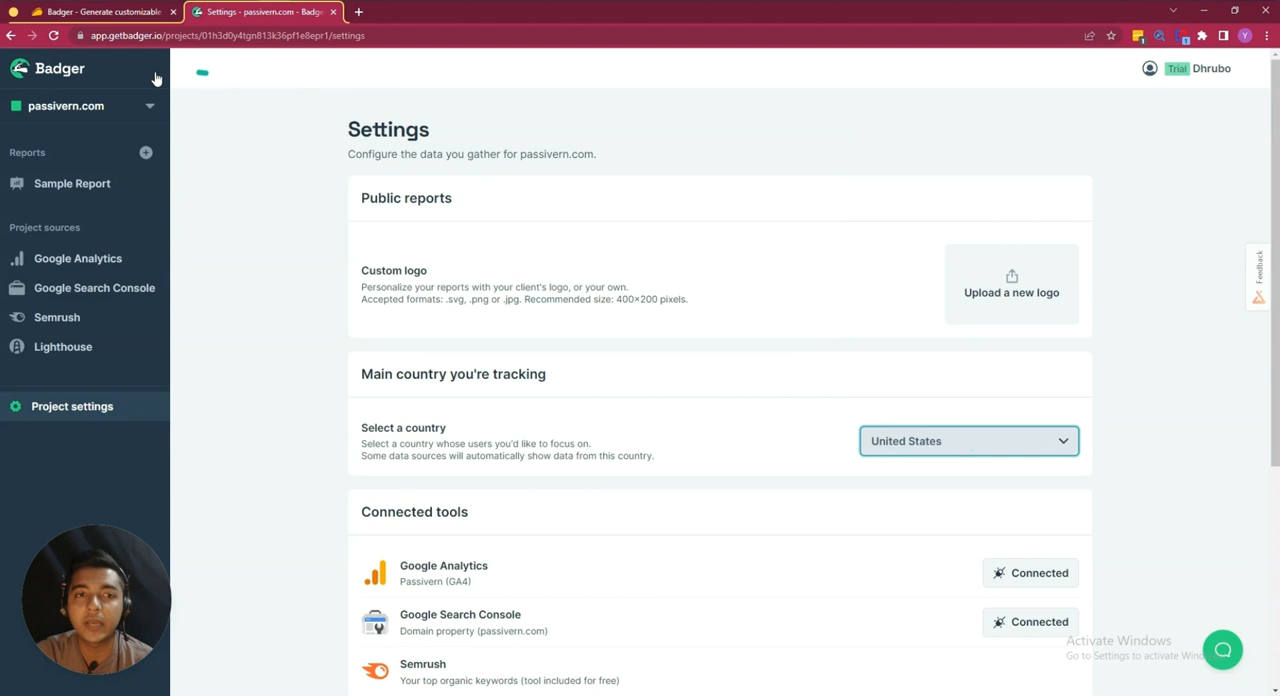 Badger - Generate customizable
Settings - passivern.com - Badge
app.getbadger.io/projects/01h3d0y4tgn813k36pf1e8epr1/settings
Y
Badger
Trial Dhrubo
passivern.com
Settings
Configure the data you gather for passivern.com.
Reports
Sample Report
Public reports
Project sources
Google Analytics
Google Search Console
Semrush
Lighthouse
Project settings
Custom logo
Personalize your reports with your client's logo, or your own.
Accepted formats: .svg, .png or .jpg. Recommended size: 400×200 pixels.
Upload a new logo
Feedback
Main country you're tracking
Select a country
Select a country whose users you'd like to focus on.
Some data sources will automatically show data from this country.
United States
Connected tools
Google Analytics
Passivern (GA4)
Connected
Google Search Console
Domain property (passivern.com)
Connected
Semrush
Your top organic keywords (tool included for free)
Activate Windows
Go to Settings to activate